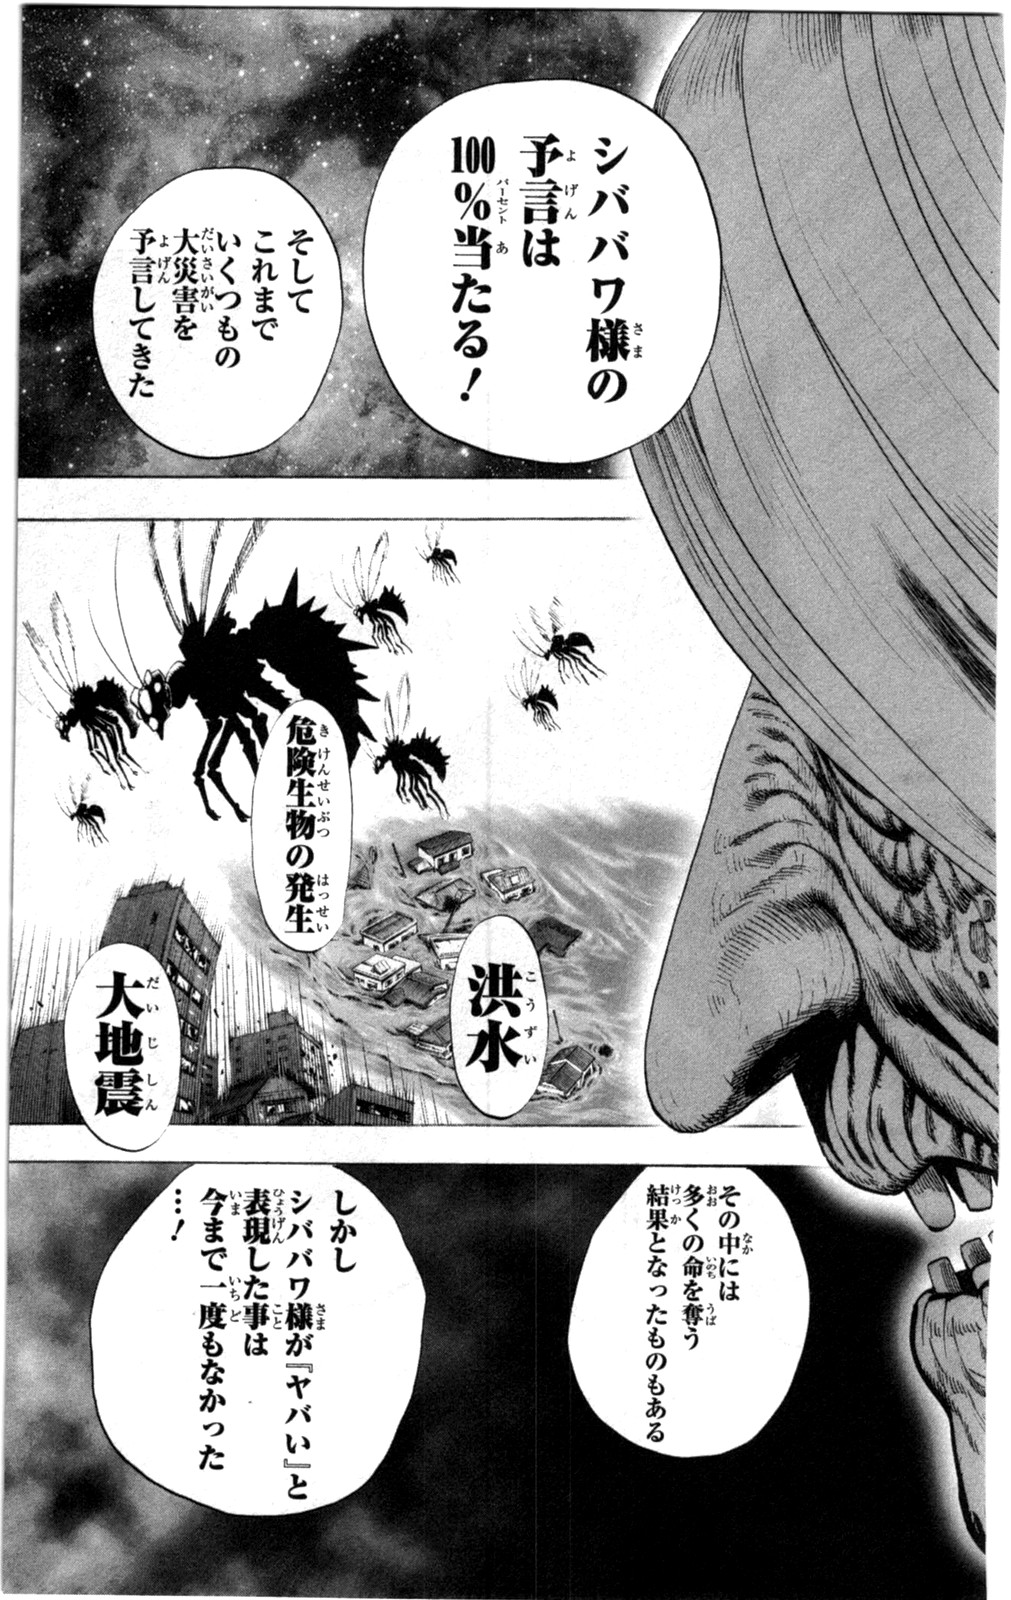 シババワ様の
予言は
100%当たる!
そして
これまで
いくつもの
大災害を
予言してきた
危険生物の発生
洪水
大地震
その中には
多くの命を奪う
結果となったものもある
しかし
シババワ様が『ヤバい』と
表現した事は
今まで一度もなかった
…!